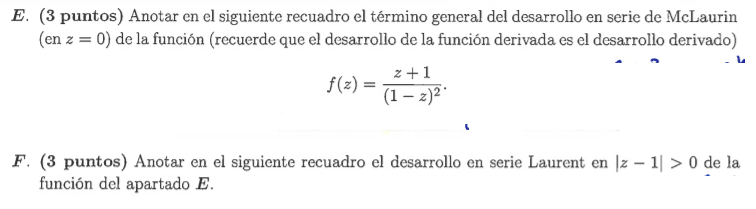 E. (3 puntos) Anotar en el siguiente recuadro el término general del desarrollo en serie de McLaurin
(en z = 0) de la función (recuerde que el desarrollo de la función derivada es el desarrollo derivado)
f(z) = \frac{z + 1}{(1 − z)^2}.
F. (3 puntos) Anotar en el siguiente recuadro el desarrollo en serie Laurent en |z − 1| > 0 de la
función del apartado E.